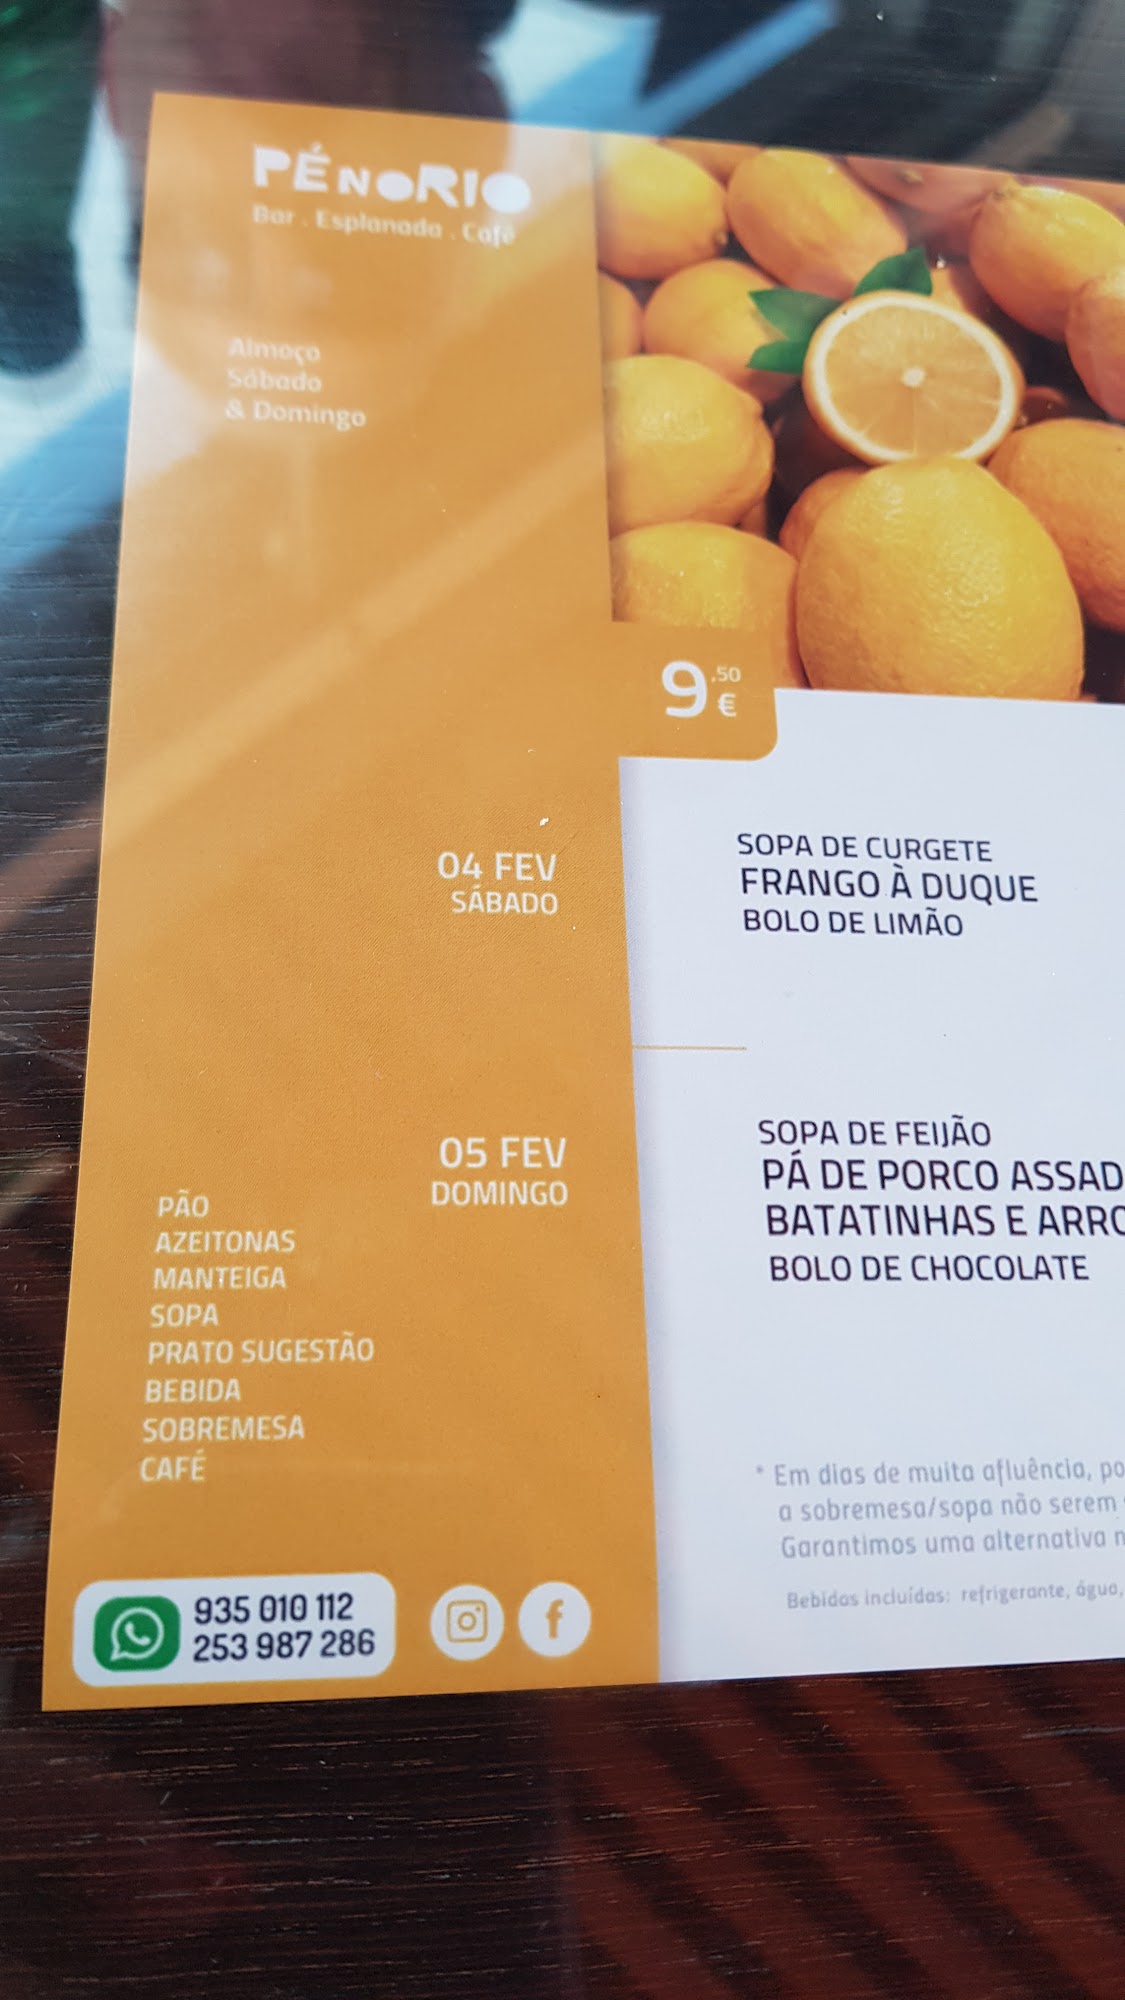 PÉNORIO
Bar . Esplanada . Café
Almoço
Sábado
& Domingo
9,50
€
04 FEV
SÁBADO
SOPA DE CURGETE
FRANGO À DUQUE
BOLO DE LIMÃO
05 FEV
DOMINGO
SOPA DE FEIJÃO
PÁ DE PORCO ASSAD
BATATINHAS E ARRO
BOLO DE CHOCOLATE
PÃO
AZEITONAS
MANTEIGA
SOPA
PRATO SUGESTÃO
BEBIDA
SOBREMESA
CAFÉ
* Em dias de muita afluência, po
a sobremesa/sopa não serem
Garantimos uma alternativa n
Bebidas incluídas: refrigerante, água,
935 010 112
253 987 286